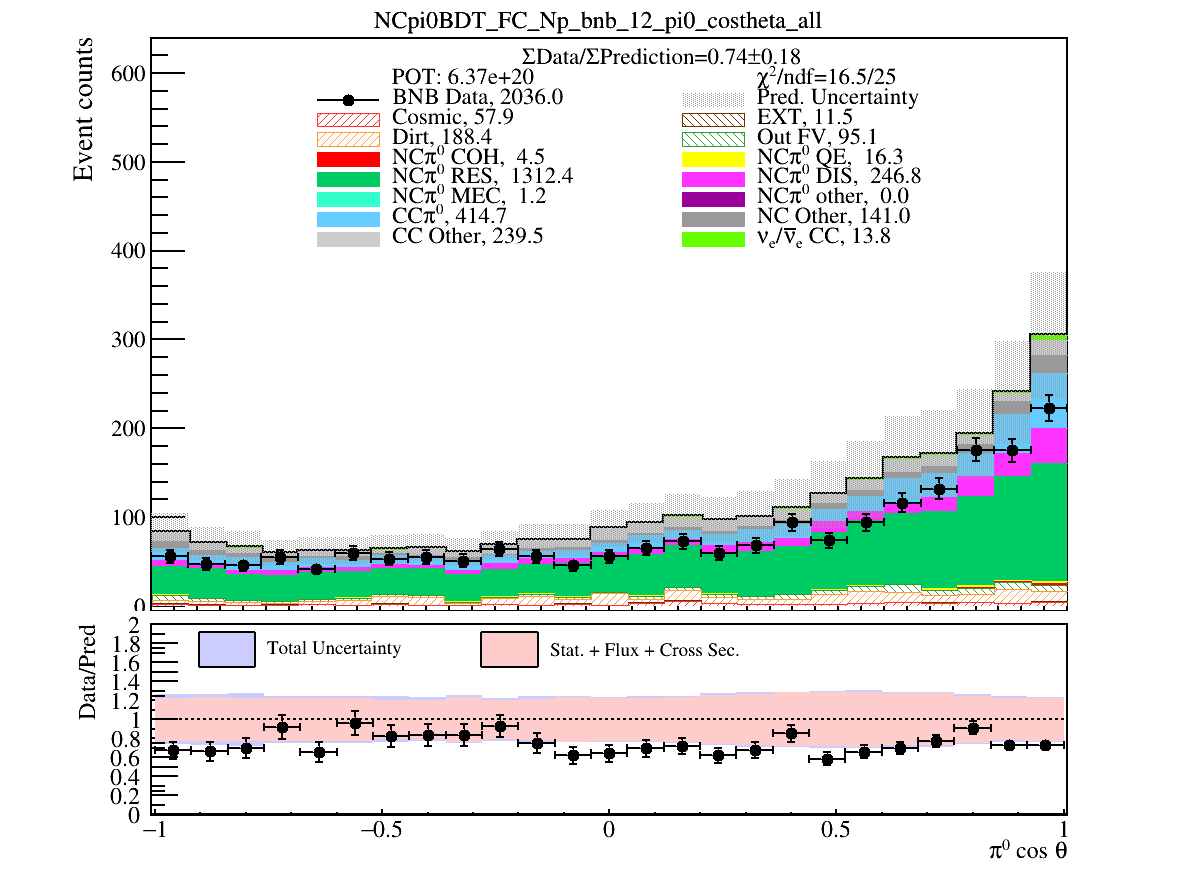 NCpi0BDT_FC_Np_bnb_12_pi0_costheta_all
ΣData/ΣPrediction=0.74±0.18
POT: 6.37e+20
χ²/ndf=16.5/25
BNB Data, 2036.0
Pred. Uncertainty
Cosmic, 57.9
EXT, 11.5
Dirt, 188.4
Out FV, 95.1
NCπ⁰ COH, 4.5
NCπ⁰ QE, 16.3
NCπ⁰ RES, 1312.4
NCπ⁰ DIS, 246.8
NCπ⁰ MEC, 1.2
NCπ⁰ other, 0.0
CCπ⁰, 414.7
NC Other, 141.0
CC Other, 239.5
νₑ/ν̄ₑ CC, 13.8
Event counts
600
500
400
300
200
100
0
Total Uncertainty
Stat. + Flux + Cross Sec.
Data/Pred
2
1.8
1.6
1.4
1.2
1
0.8
0.6
0.4
0.2
0
−1
−0.5
0
0.5
1
π⁰ cos θ